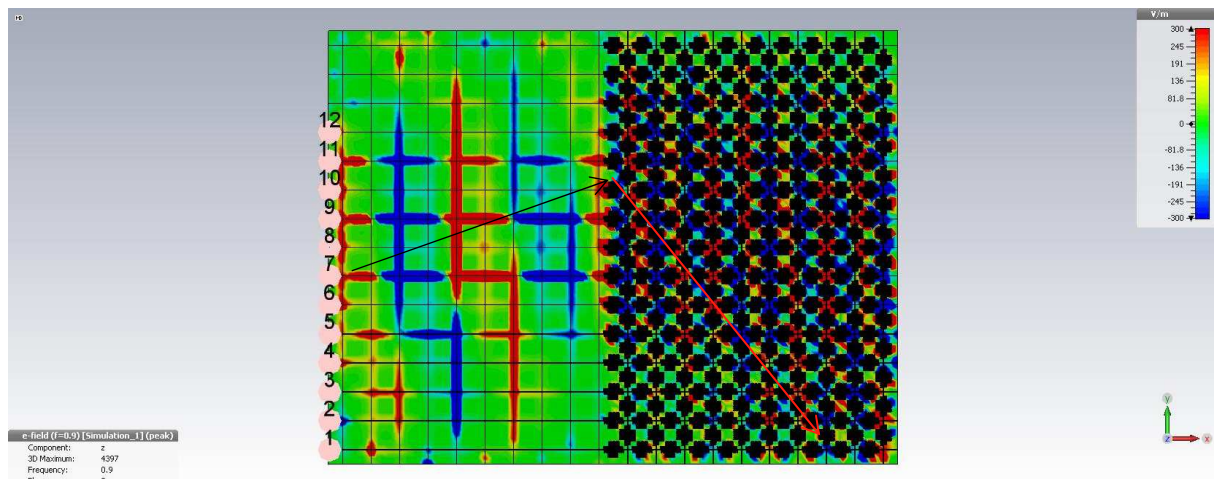 V/m
300
245
191
136
81.8
0
-81.8
-136
-191
-245
-300
12
11
10
9
8
7
6
5
4
3
2
1
y
z
x
e-field (f=0.9) [Simulation_1] (peak)
Component: z
3D Maximum: 4397
Frequency: 0.9